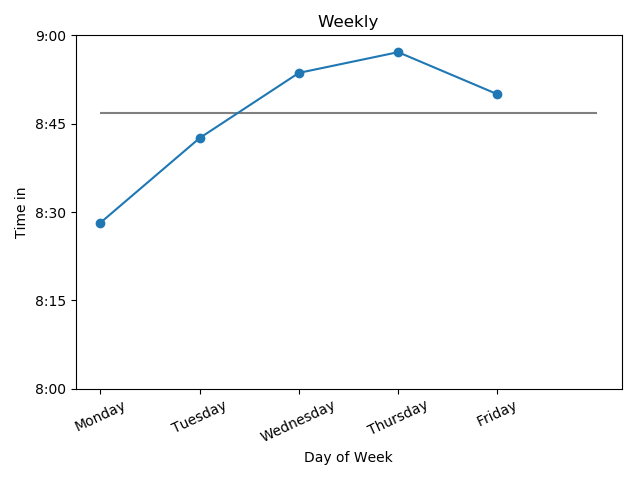 Weekly
9:00
8:45
8:30
8:15
8:00
Time in
Monday
Tuesday
Wednesday
Thursday
Friday
Day of Week